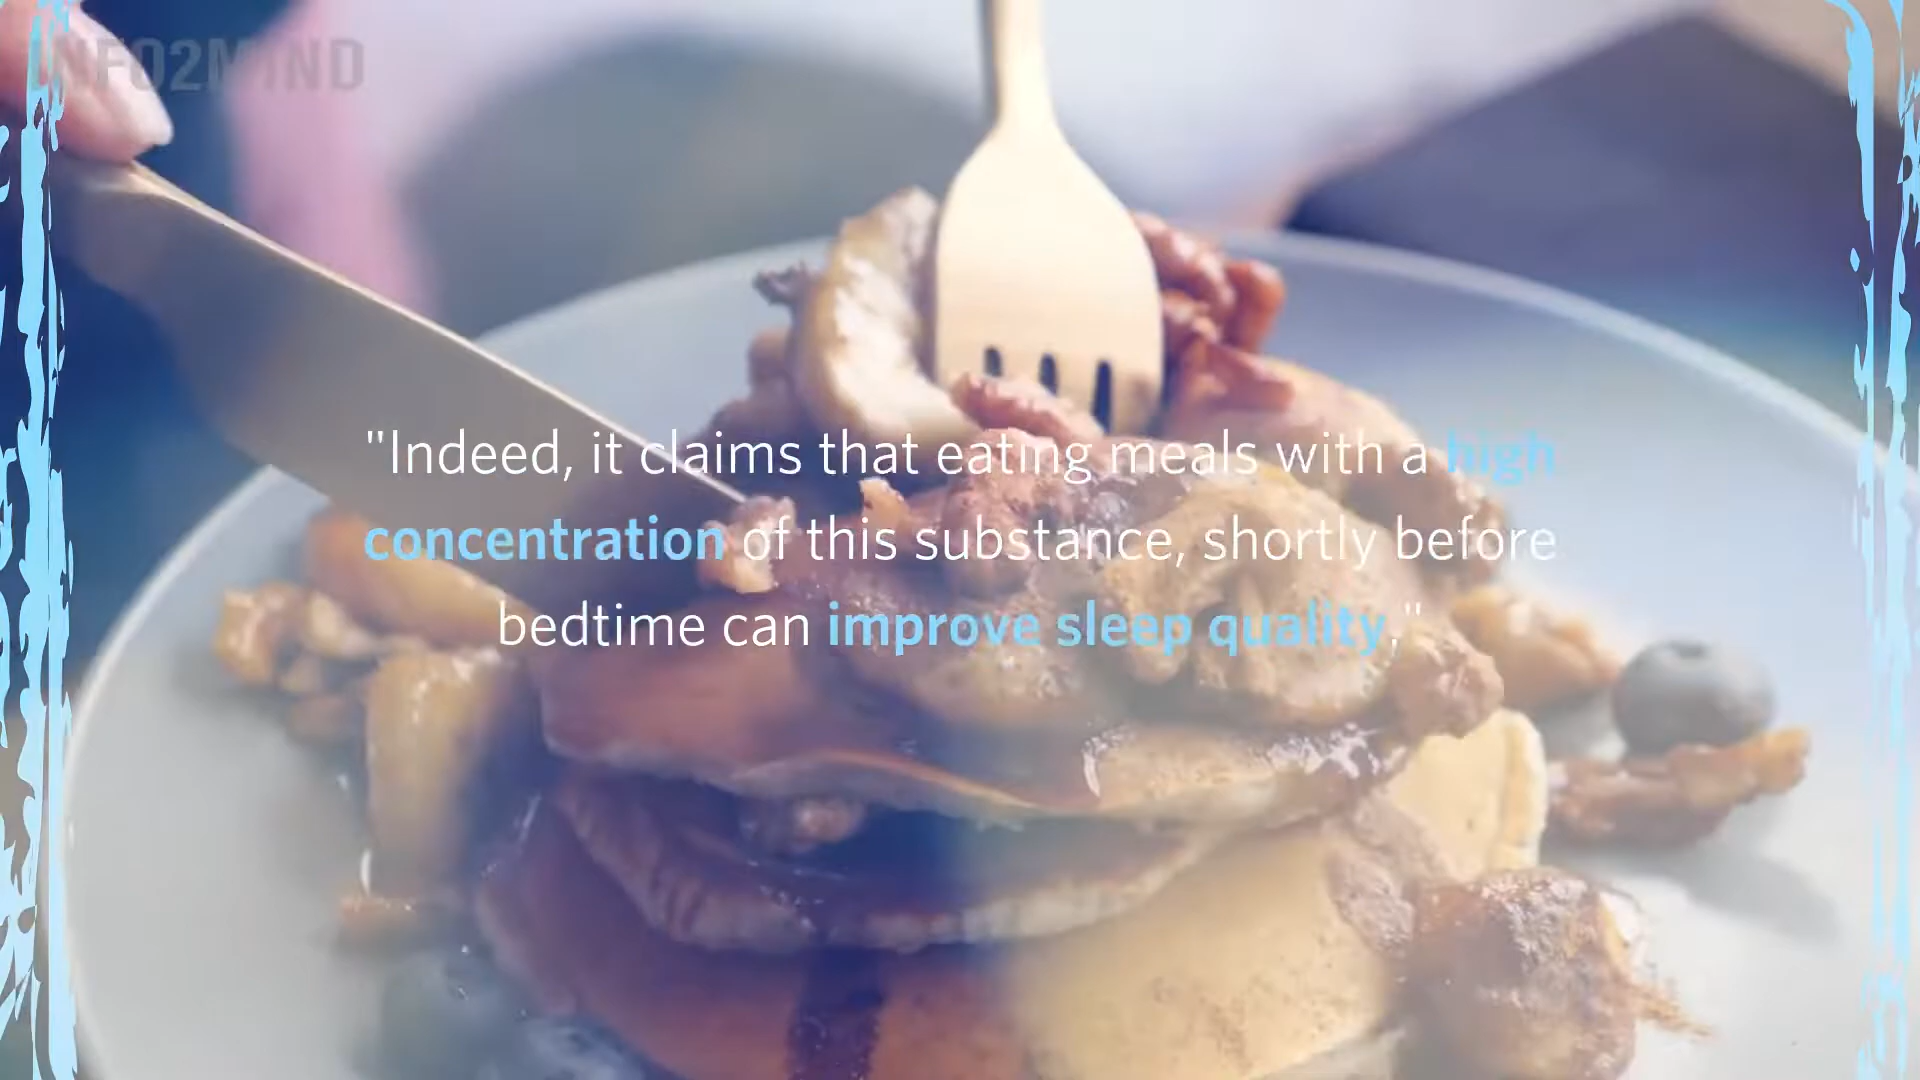 INFO2MIND
"Indeed, it claims that eating meals with a high
concentration of this substance, shortly before
bedtime can improve sleep quality."